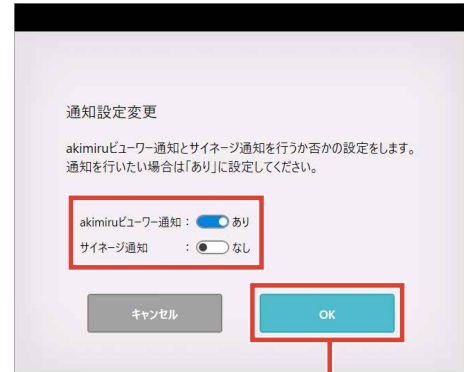 通知設定変更
akimiruビューワー通知とサイネージ通知を行うか否かの設定をします。
通知を行いたい場合は「あり」に設定してください。
akimiruビューワー通知： あり
サイネージ通知 ： なし
キャンセル OK